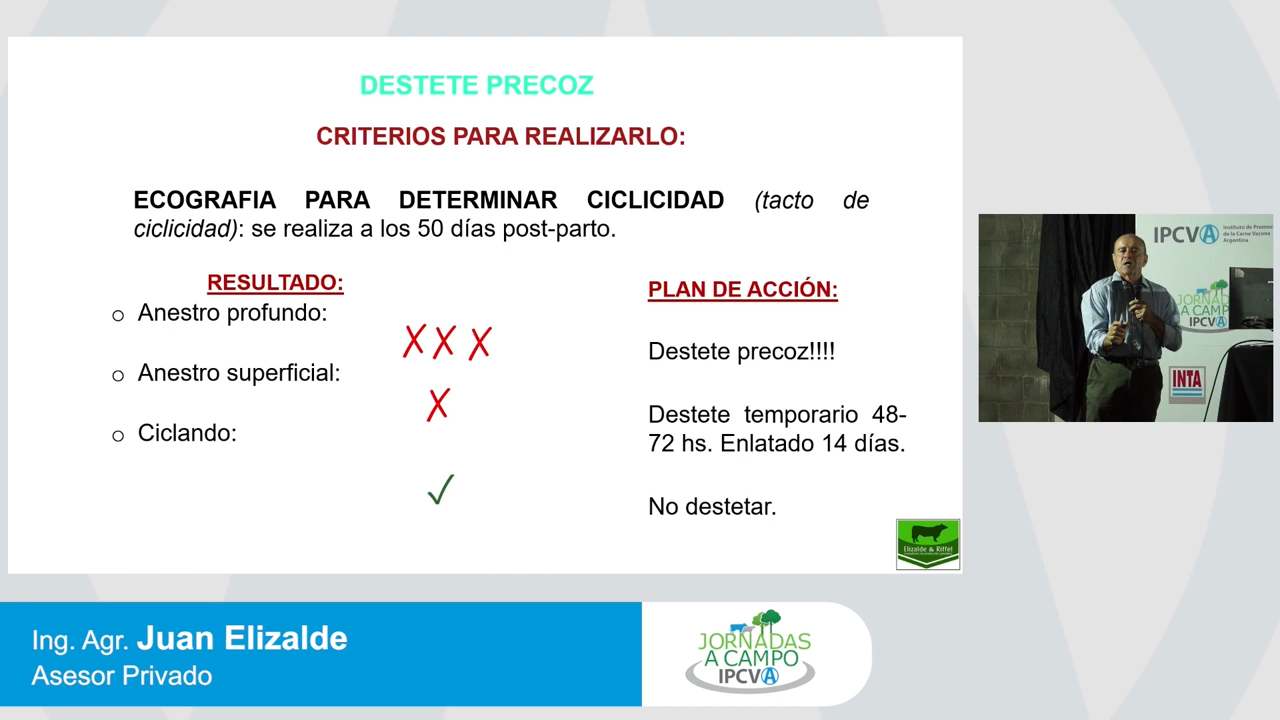 DESTETE PRECOZ
CRITERIOS PARA REALIZARLO:
ECOGRAFIA PARA DETERMINAR CICLICIDAD (tacto de
ciclicidad): se realiza a los 50 días post-parto.
RESULTADO:
o Anestro profundo:
o Anestro superficial:
o Ciclando:
PLAN DE ACCIÓN:
Destete precoz!!!!
Destete temporario 48-
72 hs. Enlatado 14 días.
No destetar.
Elizalde & Riffel
IPCVA
Instituto de Promoc
de la Carne Vacuna
Argentina
JORNADA
A CAMPO
IPCVA
INTA
Ing. Agr. Juan Elizalde
Asesor Privado
JORNADAS
A CAMPO
IPCVA